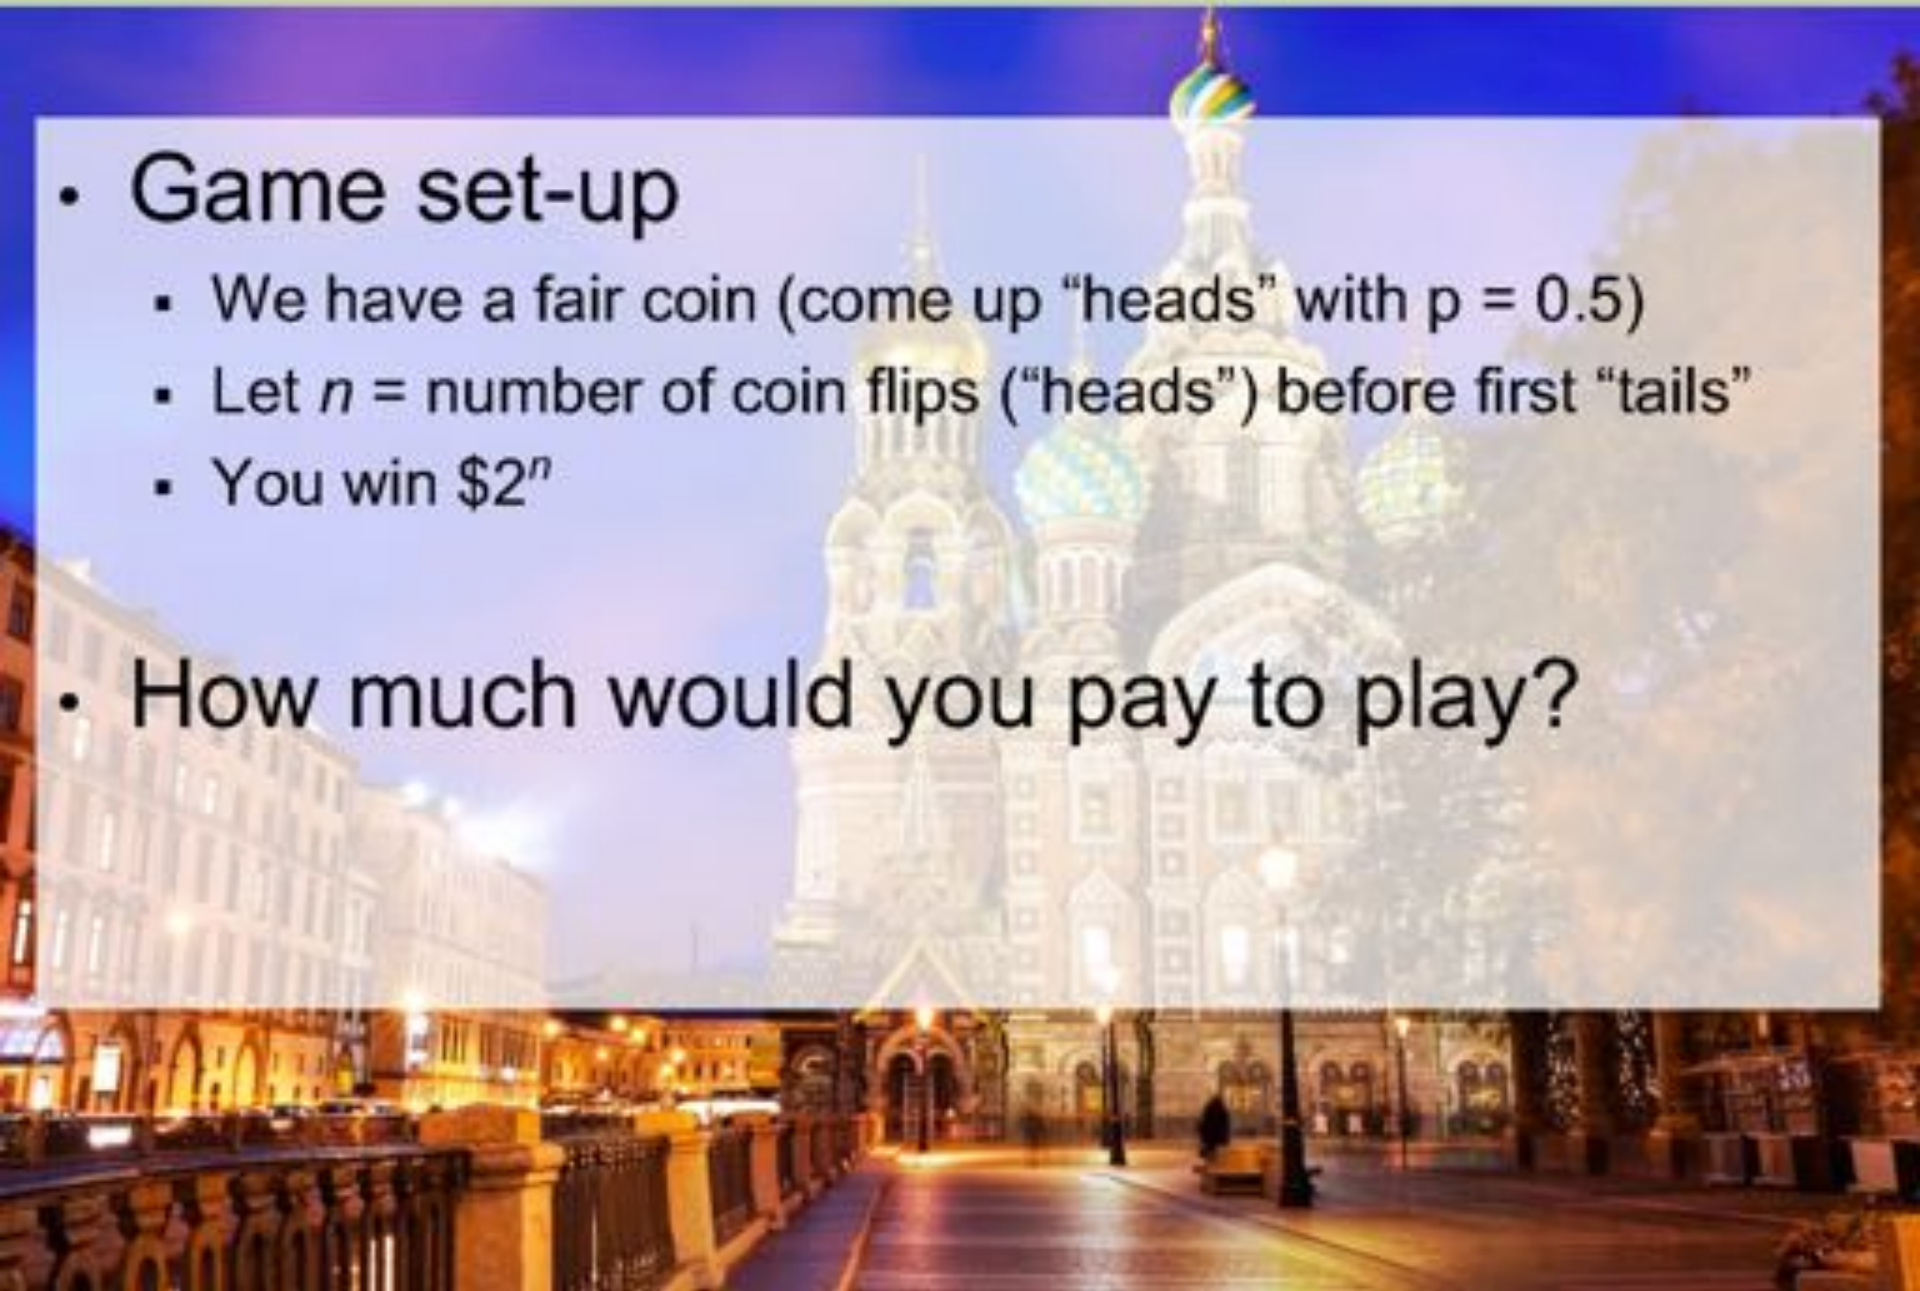 • Game set-up
▪ We have a fair coin (come up “heads” with p = 0.5)
▪ Let n = number of coin flips (“heads”) before first “tails”
▪ You win $2ⁿ
• How much would you pay to play?